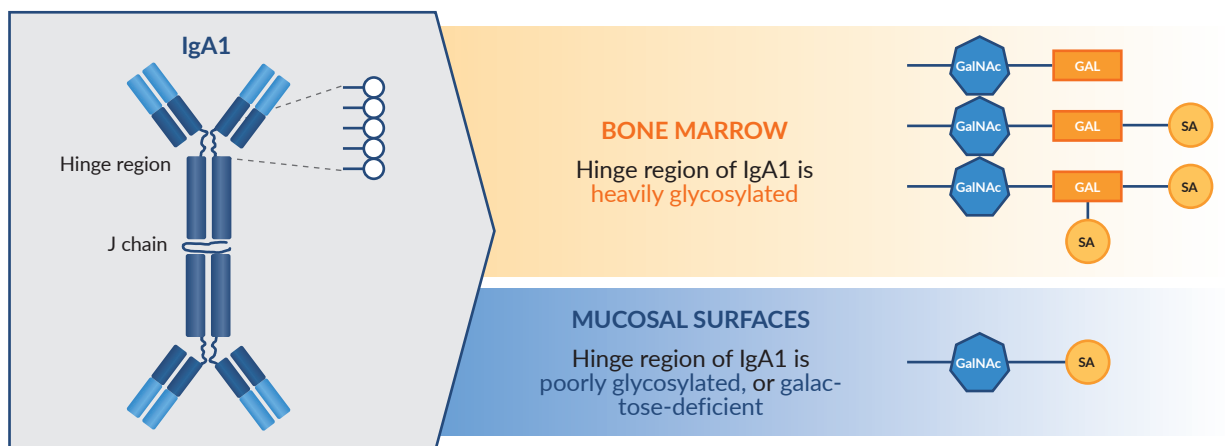 IgA1
Hinge region
J chain
BONE MARROW
Hinge region of IgA1 is
heavily glycosylated
GalNAc GAL
GalNAc GAL SA
GalNAc GAL SA
SA
MUCOSAL SURFACES
Hinge region of IgA1 is
poorly glycosylated, or galac-
tose-deficient
GalNAc SA